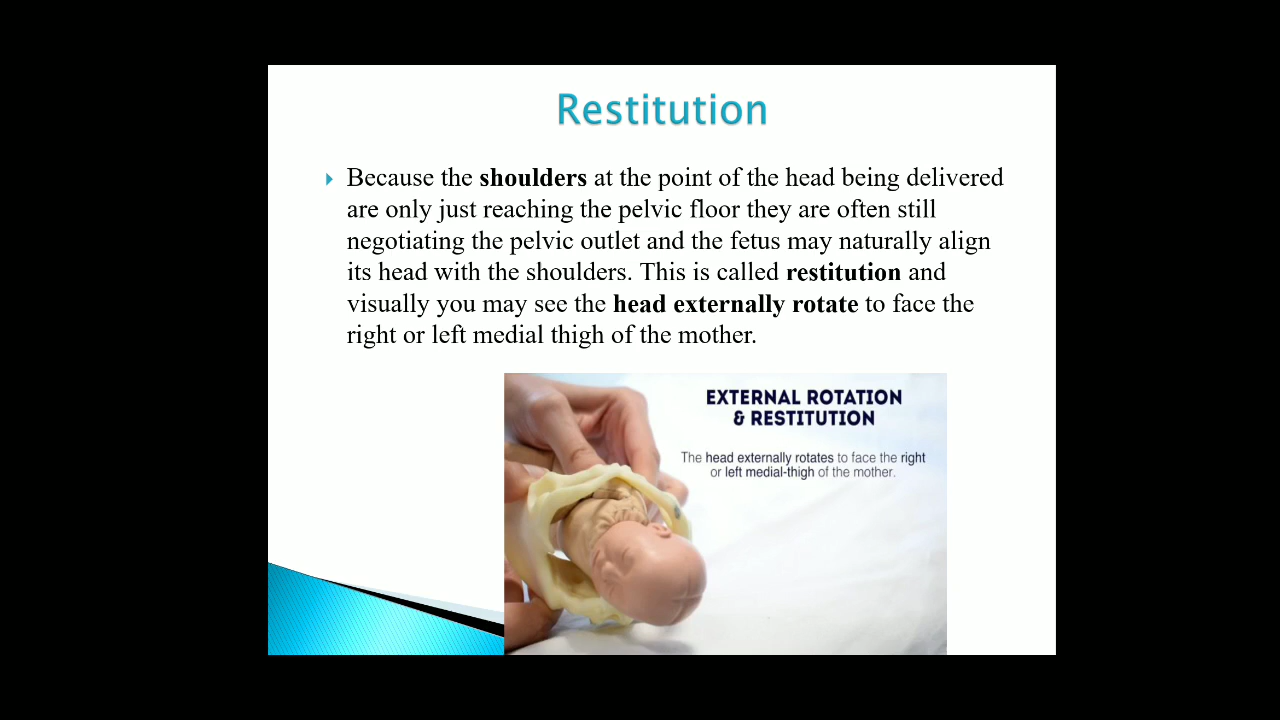 Restitution
Because the shoulders at the point of the head being delivered
are only just reaching the pelvic floor they are often still
negotiating the pelvic outlet and the fetus may naturally align
its head with the shoulders. This is called restitution and
visually you may see the head externally rotate to face the
right or left medial thigh of the mother.
EXTERNAL ROTATION
& RESTITUTION
The head externally rotates to face the right
or left medial-thigh of the mother.